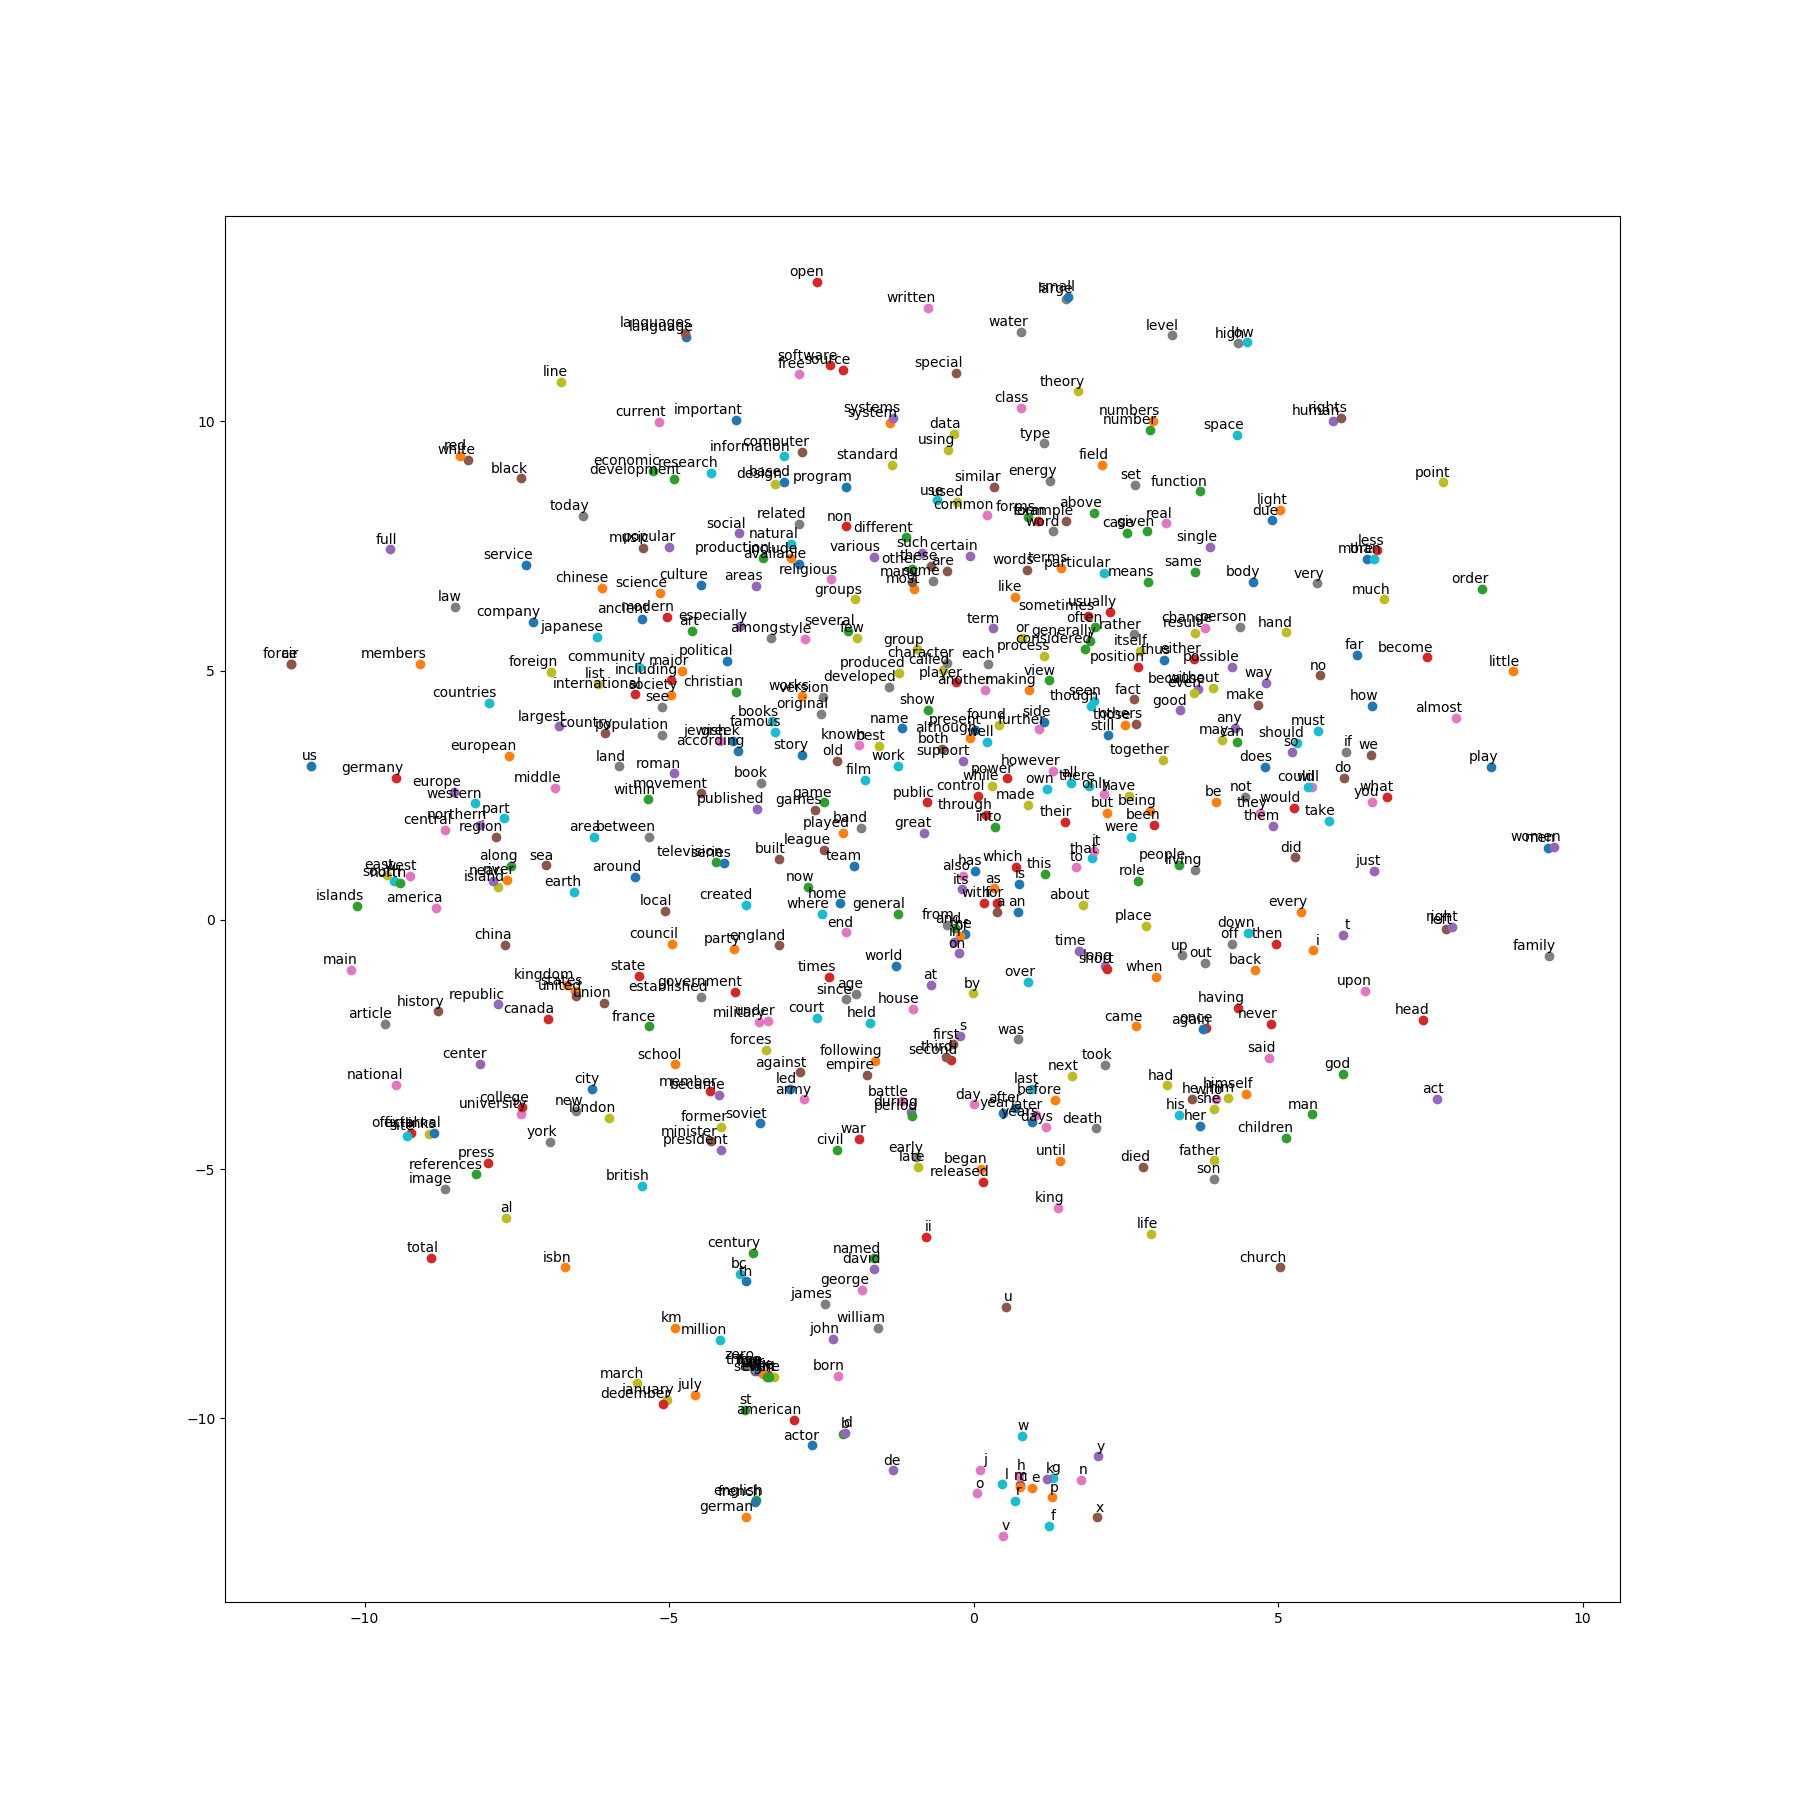 open
small
large
written
water
level
languages
language
high
low
software
source
free
special
line
theory
class
current
important
systems
system
numbers
number
human
rights
data
type
space
red
white
information
computer
using
economic
development
research
design
based
program
standard
field
black
similar
energy
set
function
point
today
use
used
common
forms
example
above
light
due
social
related
non
different
word
case
given
real
full
music
popular
production
natural
include
available
various
such
certain
single
less
than
service
these
other
are
many
some
most
words
terms
particular
same
chinese
science
culture
areas
religious
groups
like
means
body
very
much
order
law
company
ancient
modern
especially
japanese
art
among
style
several
few
term
sometimes
usually
often
generally
rather
or
considered
change
result
person
hand
force
air
members
foreign
community
major
political
group
character
called
each
process
itself
thus
either
position
possible
far
become
little
list
including
international
society
christian
produced
developed
player
another
making
view
because
without
even
way
no
countries
see
works
version
original
show
seen
though
fact
good
make
how
almost
largest
country
population
books
famous
name
present
found
further
side
those
others
although
well
still
any
may
can
must
should
so
jewish
greek
according
known
best
both
support
together
european
land
story
old
work
does
if
we
play
us
germany
roman
movement
book
film
power
however
all
there
own
only
have
not
could
will
do
what
europe
middle
within
published
game
games
public
while
control
made
be
being
they
would
you
western
northern
part
central
region
area
between
band
played
great
through
into
their
but
been
them
take
were
women
men
along
sea
television
series
built
league
team
it
that
to
people
living
did
just
east
west
south
north
near
river
island
around
has
also
which
this
earth
now
its
as
is
role
islands
america
local
created
where
home
general
with
for
a
an
about
every
place
from
and
the
of
in
on
china
council
party
england
end
down
off
then
t
i
right
left
family
main
time
long
short
up
out
kingdom
states
united
union
state
government
established
times
world
at
over
when
back
by
republic
since
age
upon
article
history
canada
france
military
under
court
held
house
came
having
once
again
never
head
s
first
third
second
was
center
school
forces
against
following
empire
took
said
national
city
member
became
led
army
next
last
before
had
god
college
university
new
london
battle
during
period
day
year
after
years
later
days
he
who
him
himself
she
his
her
man
act
official
external
links
site
york
former
minister
president
soviet
civil
war
death
children
press
references
image
british
early
late
began
released
until
died
father
son
king
al
life
total
isbn
century
bc
th
named
david
ii
church
george
james
u
km
million
william
john
zero
march
january
december
july
born
st
american
b
d
actor
w
de
y
j
h
l
m
c
e
k
g
n
o
r
p
english
french
german
x
f
v
10
5
0
−5
−10
−10
−5
0
5
10